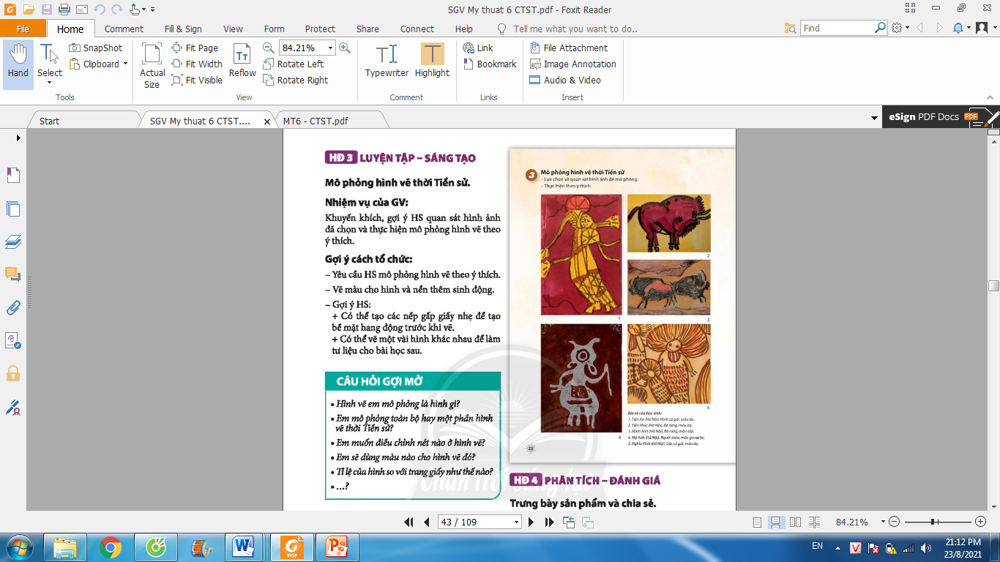 SGV My thuat 6 CTST.pdf - Foxit Reader
File Home Comment Fill & Sign View Form Protect Share Connect Help Tell me what you want to do.. Find
Hand
Select
SnapShot
Clipboard
Tools
Actual Size
Fit Page
Fit Width
Fit Visible
Reflow
84.21%
Rotate Left
Rotate Right
View
Typewriter
Highlight
Comment
Link
Bookmark
Links
File Attachment
Image Annotation
Audio & Video
Insert
Start SGV My thuat 6 CTST.... MT6 - CTST.pdf eSign PDF Docs PDF
HĐ 3 LUYỆN TẬP – SÁNG TẠO
Mô phỏng hình vẽ thời Tiền sử.
Nhiệm vụ của GV:
Khuyến khích, gợi ý HS quan sát hình ảnh
đã chọn và thực hiện mô phỏng hình vẽ theo
ý thích.
Gợi ý cách tổ chức:
– Yêu cầu HS mô phỏng hình vẽ theo ý thích.
– Vẽ màu cho hình và nền thêm sinh động.
– Gợi ý HS:
+ Có thể tạo các nếp gấp giấy nhẹ để tạo
bề mặt hang động trước khi vẽ.
+ Có thể vẽ một vài hình khác nhau để làm
tư liệu cho bài học sau.
CÂU HỎI GỢI MỞ
• Hình vẽ em mô phỏng là hình gì?
• Em mô phỏng toàn bộ hay một phần hình
vẽ thời Tiền sử?
• Em muốn điều chỉnh nét nào ở hình vẽ?
• Em sẽ dùng màu nào cho hình vẽ đó?
• Tỉ lệ của hình so với trang giấy như thế nào?
• ...?
3 Mô phỏng hình vẽ thời Tiền sử
– Lựa chọn và quan sát hình ảnh để mô phỏng.
– Thực hiện theo ý thích.
1
2
3
4
5
Bài vẽ của học sinh:
1. Tiến An (Hà Nội), Hình cô gái, màu dạ.
2. Tiến Phúc (Hà Nội), Bò rừng, màu dạ.
3. Minh Anh (Hà Nội), Bò rừng, màu sáp.
4. Mỹ Anh (Hà Nội), Người múa, màu gouache.
5. Nghĩa Khôi (Hà Nội), Các cô gái, màu dạ.
22
Chân trời sáng tạo
HĐ 4 PHÂN TÍCH – ĐÁNH GIÁ
Trưng bày sản phẩm và chia sẻ.
43 / 109
84.21%
EN
21:12 PM
23/8/2021